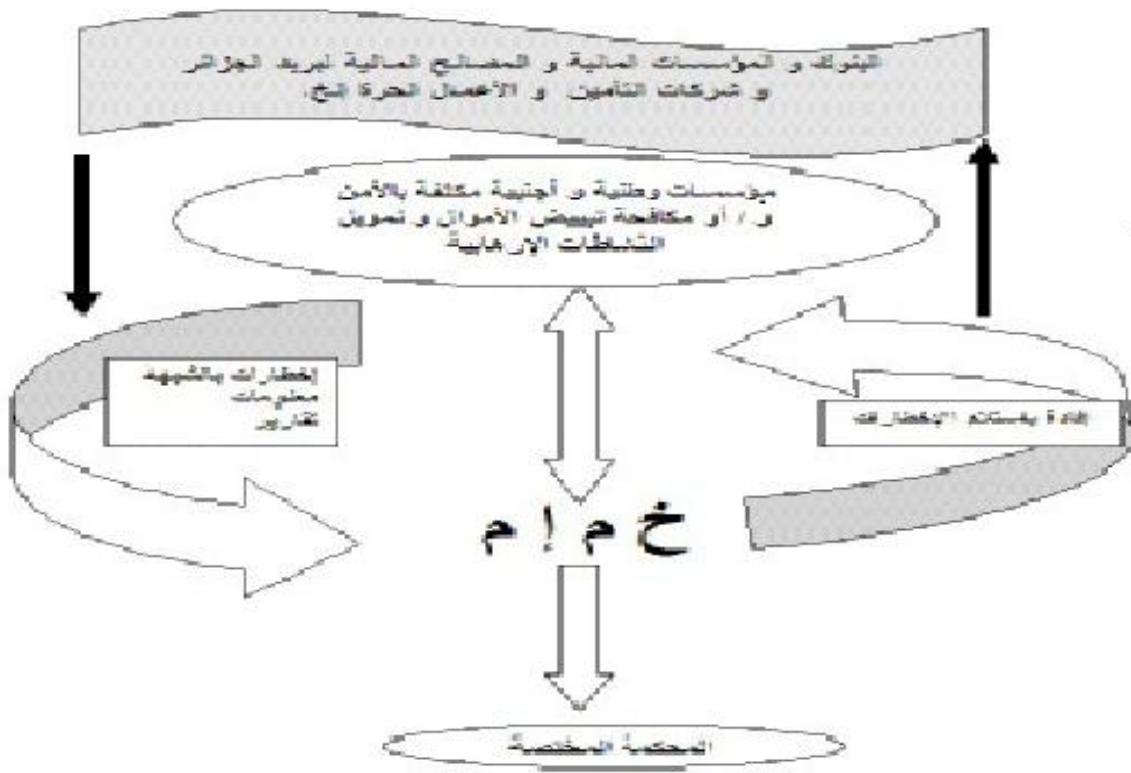 البنوك و المؤسسات المالية و المصالح المالية لبريد الجزائر
و شركات التأمين و الأعمال الحرة إلخ.
مؤسسات وطنية و أجنبية مكلفة بالأمن
و / أو مكافحة تبييض الأموال و تمويل
النشاطات الإرهابية
إخطارات بالشبهة
معلومات
تقارير
إفادة باستلام الإخطارات
خ م إ م
المحكمة المختصة